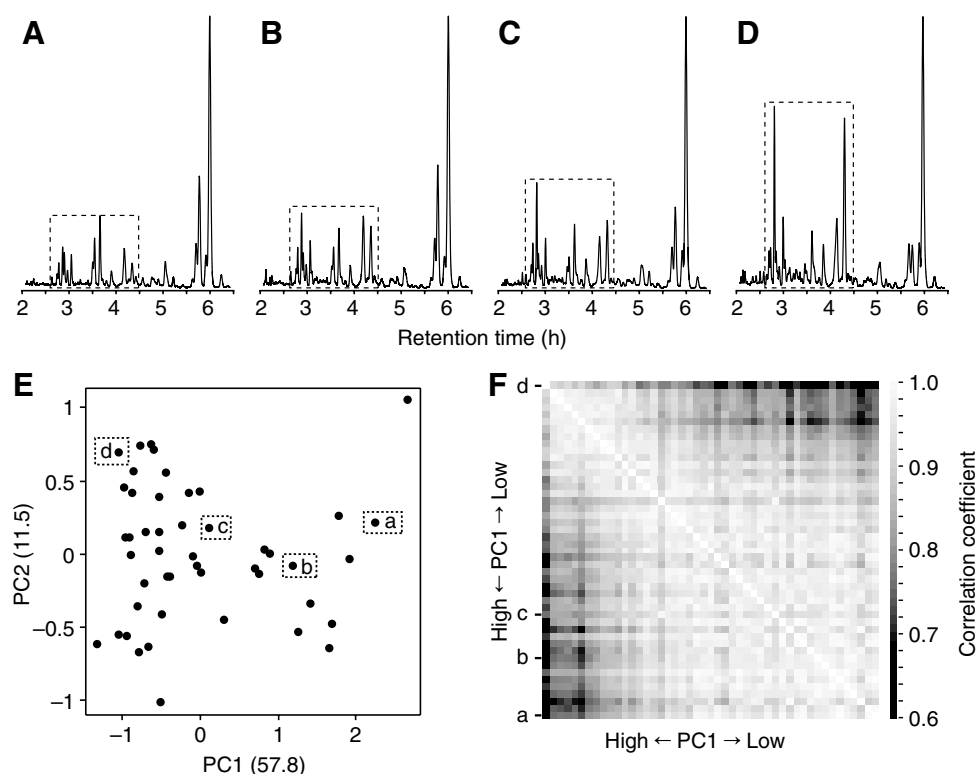 A B C D
2 3 4 5 6 2 3 4 5 6 2 3 4 5 6 2 3 4 5 6
Retention time (h)
E
1
0.5
0
−0.5
−1
PC2 (11.5)
d
c
a
b
−1 0 1 2
PC1 (57.8)
F
d
c
b
a
High ← PC1 → Low
High ← PC1 → Low
1.0
0.9
0.8
0.7
0.6
Correlation coefficient